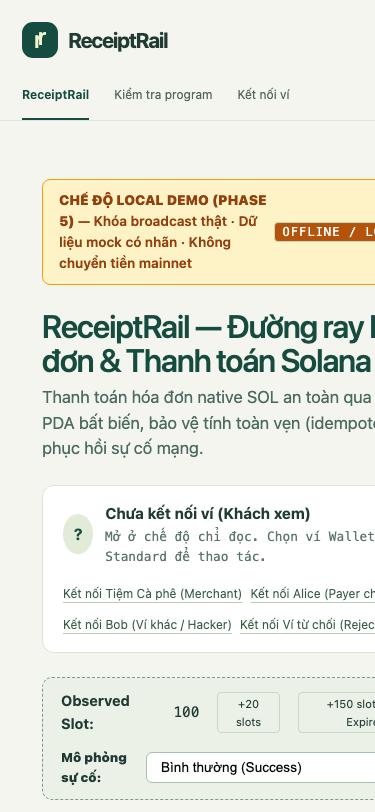 ReceiptRail
ReceiptRail Kiểm tra program Kết nối ví
CHẾ ĐỘ LOCAL DEMO (PHASE
5) — Khóa broadcast thật · Dữ
liệu mock có nhãn · Không
chuyển tiền mainnet
OFFLINE / L
ReceiptRail — Đường ray
đơn & Thanh toán Solana
Thanh toán hóa đơn native SOL an toàn qua
PDA bất biến, bảo vệ tính toàn vẹn (idempot
phục hồi sự cố mạng.
?
Chưa kết nối ví (Khách xem)
Mở ở chế độ chỉ đọc. Chọn ví Wallet
Standard để thao tác.
Kết nối Tiệm Cà phê (Merchant) Kết nối Alice (Payer ch
Kết nối Bob (Ví khác / Hacker) Kết nối Ví từ chối (Rejec
Observed
Slot:
100
+20
slots
+150 slot
Expire
Mô phỏng
sự cố:
Bình thường (Success)